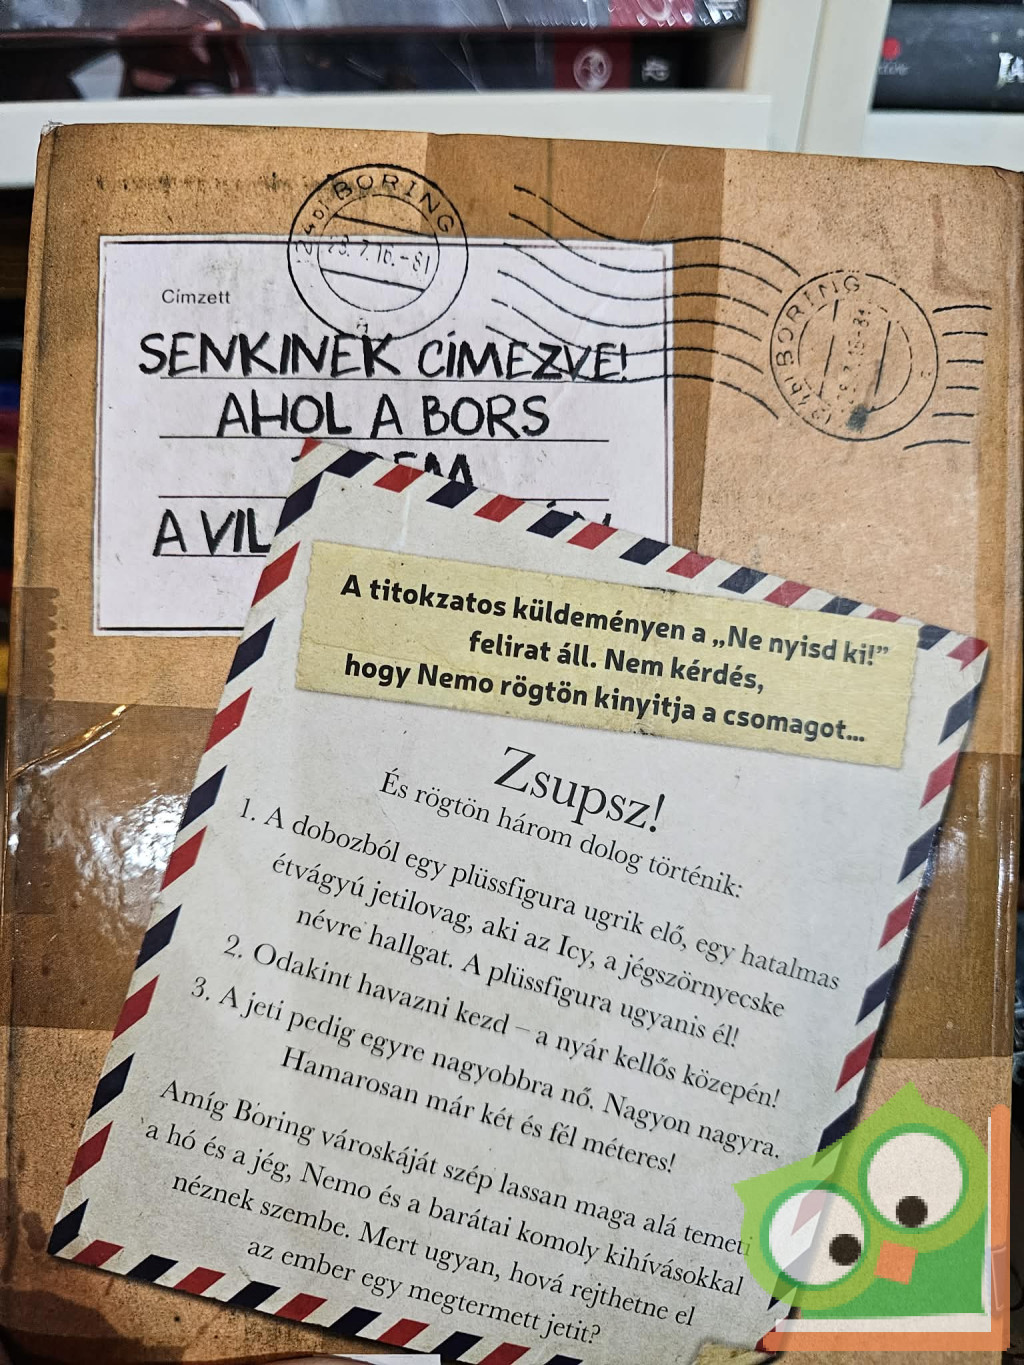 BORING
Címzett
SENKINEK CÍMEZVE!
AHOL A BORS
A VIL
BORING
A titokzatos küldeményen a „Ne nyisd ki!”
felirat áll. Nem kérdés,
hogy Nemo rögtön kinyitja a csomagot...
Zsupsz!
És rögtön három dolog történik:
1. A dobozból egy plüssfigura ugrik elő, egy hatalmas
étvágyú jetilovag, aki az Icy, a jégszörnyecske
névre hallgat. A plüssfigura ugyanis él!
2. Odakint havazni kezd – a nyár kellős közepén!
3. A jeti pedig egyre nagyobbra nő. Nagyon nagyra.
Hamarosan már két és fél méteres!
Amíg Boring városkáját szép lassan maga alá temeti
a hó és a jég, Nemo és a barátai komoly kihívásokkal
néznek szembe. Mert ugyan, hová rejthetne el
az ember egy megtermett jetit?